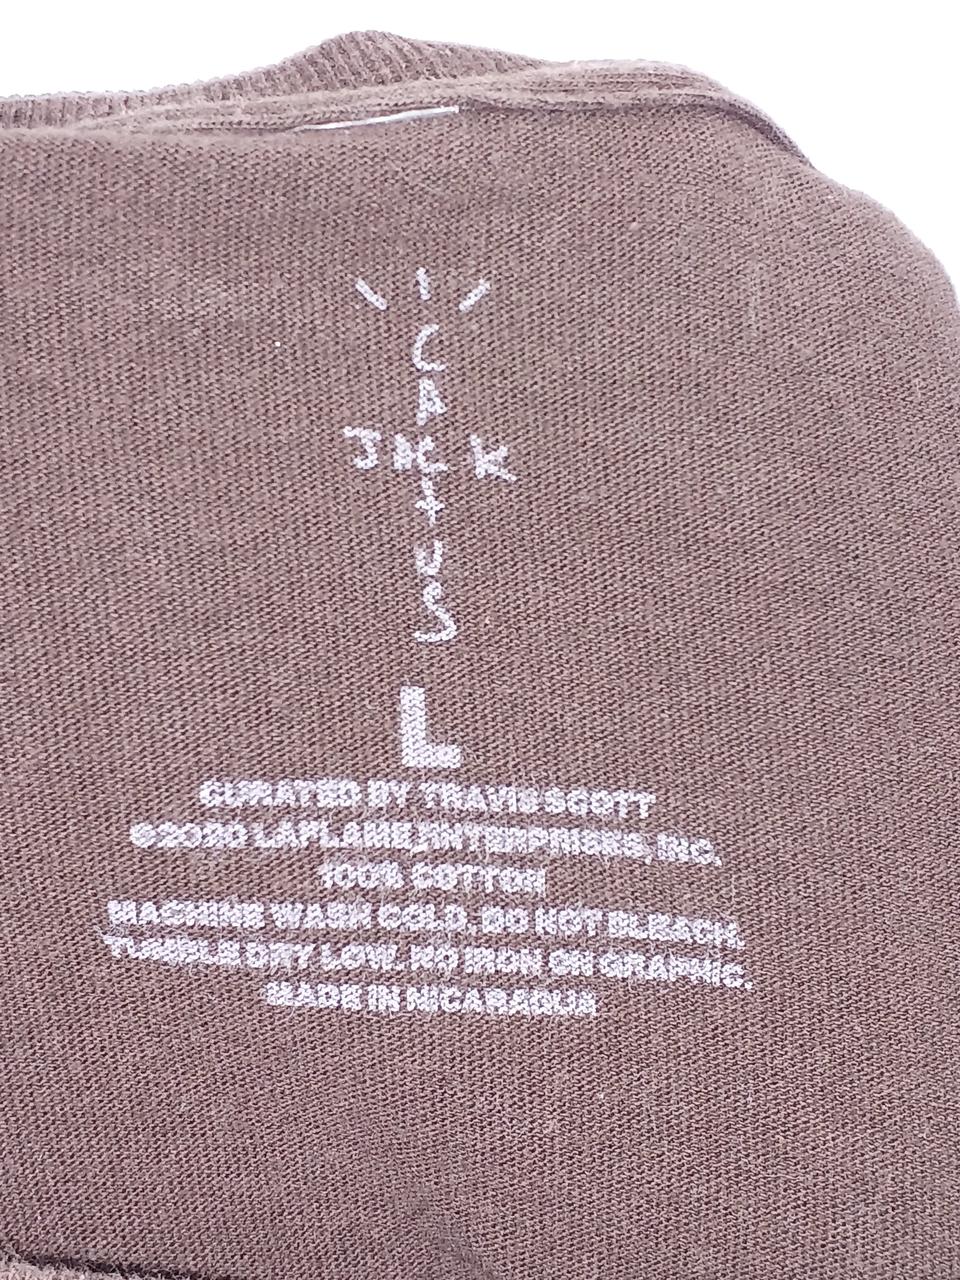 CACTUS
JACK
L
CURATED BY TRAVIS SCOTT
©2020 LAFLAME ENTERPRISES, INC.
100% COTTON
MACHINE WASH COLD. DO NOT BLEACH.
TUMBLE DRY LOW. NO IRON ON GRAPHIC.
MADE IN NICARAGUA